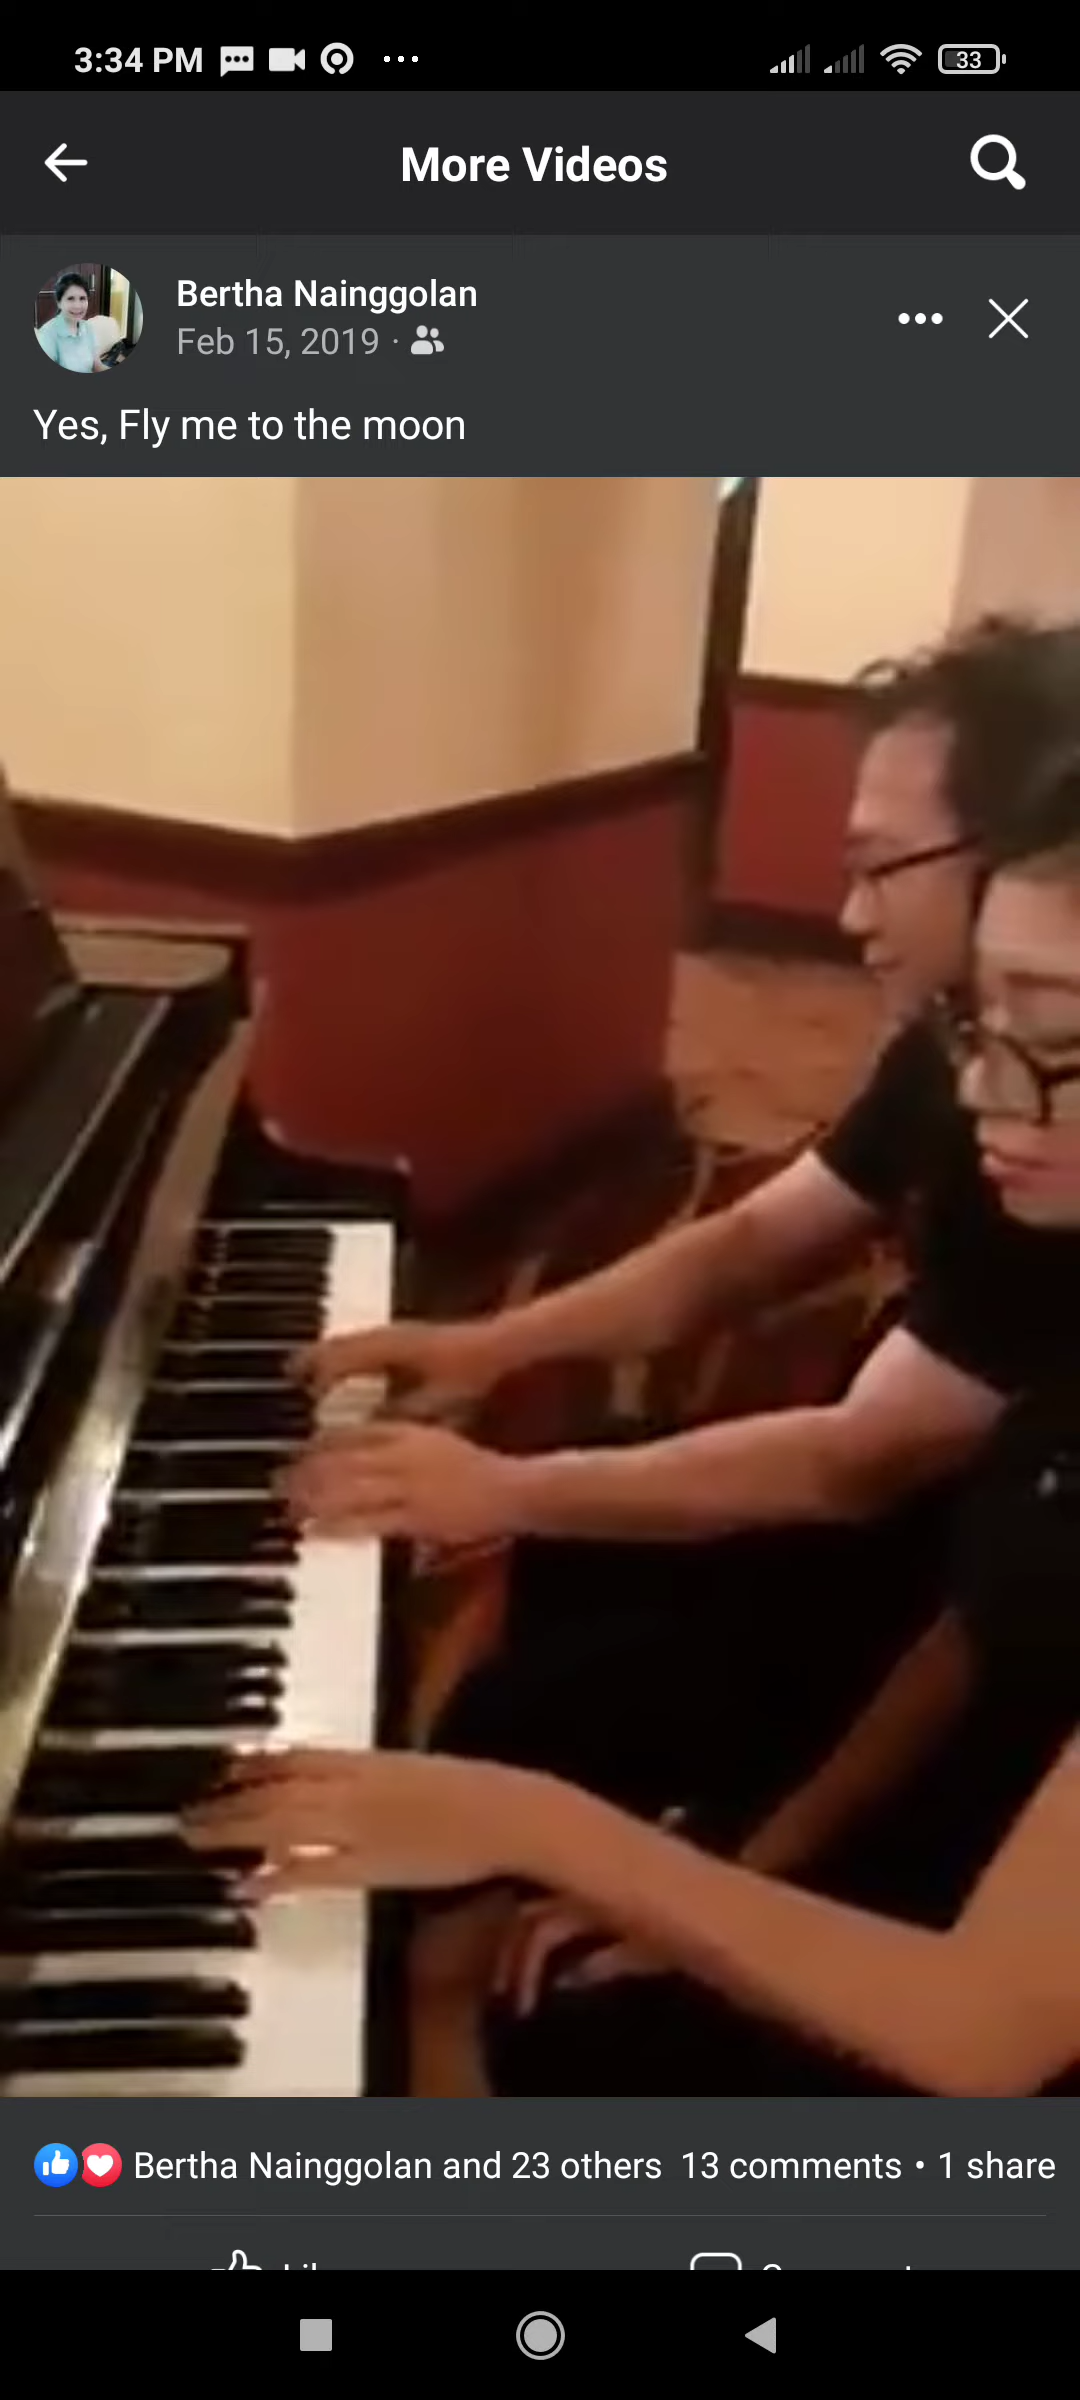 3:34 PM
33
More Videos
Bertha Nainggolan
Feb 15, 2019 ·
Yes, Fly me to the moon
Bertha Nainggolan and 23 others 13 comments • 1 share